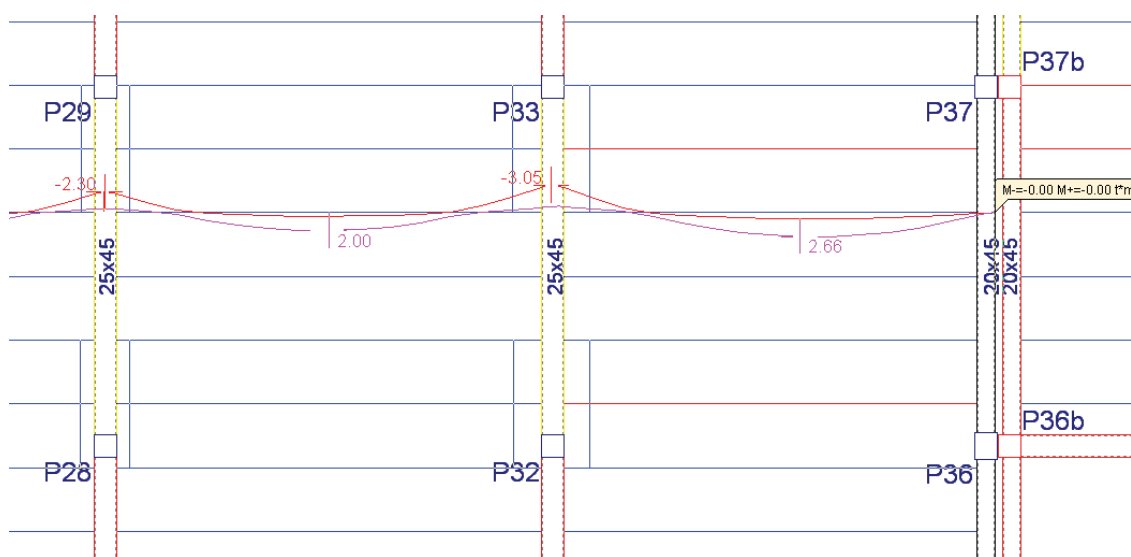 P37b
P29
P33
P37
-2.30
-3.05
M-=-0.00 M+=-0.00 t*m
2.00
2.66
25x45
25x45
20x45
20x45
P36b
P28
P32
P36